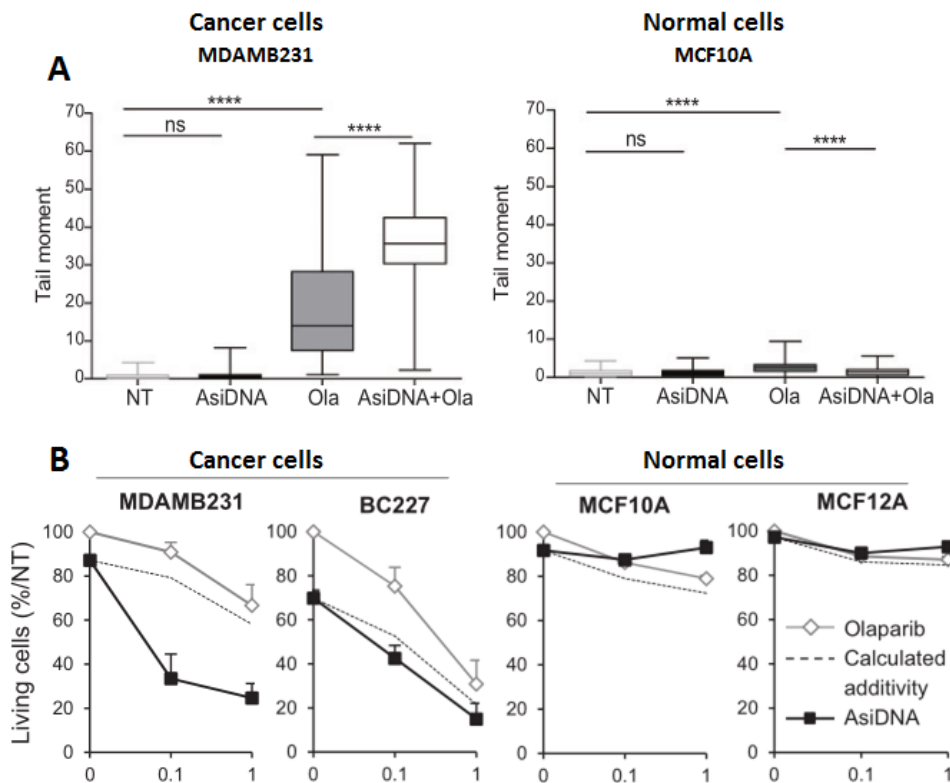 Cancer cells
MDAMB231
Normal cells
MCF10A
A
Tail moment
70
60
50
40
30
20
10
0
****
ns
****
NT AsiDNA Ola AsiDNA+Ola
Tail moment
70
60
50
40
30
20
10
0
****
ns
****
NT AsiDNA Ola AsiDNA+Ola
B
Cancer cells
Normal cells
MDAMB231
BC227
MCF10A
MCF12A
Living cells (%/NT)
100
80
60
40
20
0
0 0.1 1
100
80
60
40
20
0
0 0.1 1
100
80
60
40
20
0
0 0.1 1
100
80
60
40
20
0
0 0.1 1
Olaparib
Calculated
additivity
AsiDNA